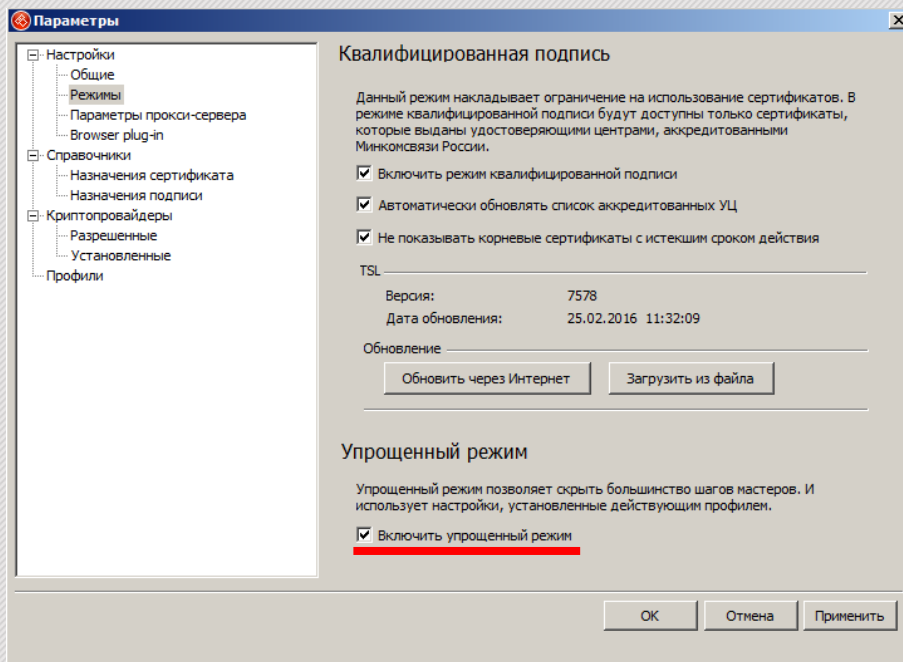 Параметры
Настройки
Общие
Режимы
Параметры прокси-сервера
Browser plug-in
Справочники
Назначения сертификата
Назначения подписи
Криптопровайдеры
Разрешенные
Установленные
Профили
Квалифицированная подпись
Данный режим накладывает ограничение на использование сертификатов. В
режиме квалифицированной подписи будут доступны только сертификаты,
которые выданы удостоверяющими центрами, аккредитованными
Минкомсвязи России.
Включить режим квалифицированной подписи
Автоматически обновлять список аккредитованных УЦ
Не показывать корневые сертификаты с истекшим сроком действия
TSL
Версия: 7578
Дата обновления: 25.02.2016 11:32:09
Обновление
Обновить через Интернет Загрузить из файла
Упрощенный режим
Упрощенный режим позволяет скрыть большинство шагов мастеров. И
использует настройки, установленные действующим профилем.
Включить упрощенный режим
ОК Отмена Применить